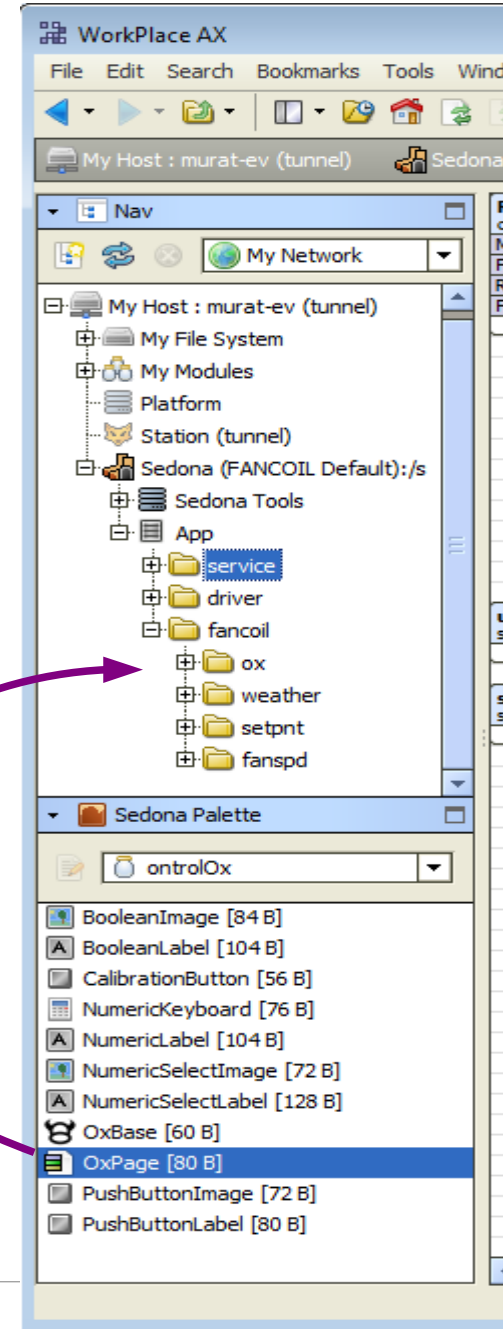 WorkPlace AX
File Edit Search Bookmarks Tools Wind
My Host : murat-ev (tunnel) Sedona
Nav
My Network
My Host : murat-ev (tunnel)
My File System
My Modules
Platform
Station (tunnel)
Sedona (FANCOIL Default):/s
Sedona Tools
App
service
driver
fancoil
ox
weather
setpnt
fanspd
Sedona Palette
ontrolOx
BooleanImage [84 B]
BooleanLabel [104 B]
CalibrationButton [56 B]
NumericKeyboard [76 B]
NumericLabel [104 B]
NumericSelectImage [72 B]
NumericSelectLabel [128 B]
OxBase [60 B]
OxPage [80 B]
PushButtonImage [72 B]
PushButtonLabel [80 B]